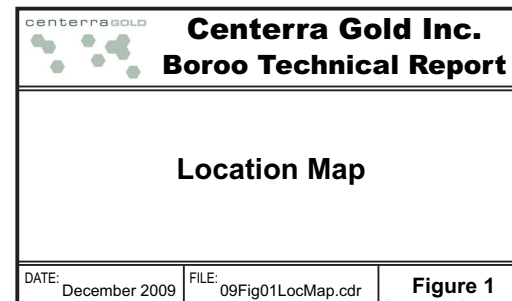 centerraGOLD
Centerra Gold Inc.
Boroo Technical Report
Location Map
DATE: December 2009
FILE: 09Fig01LocMap.cdr
Figure 1